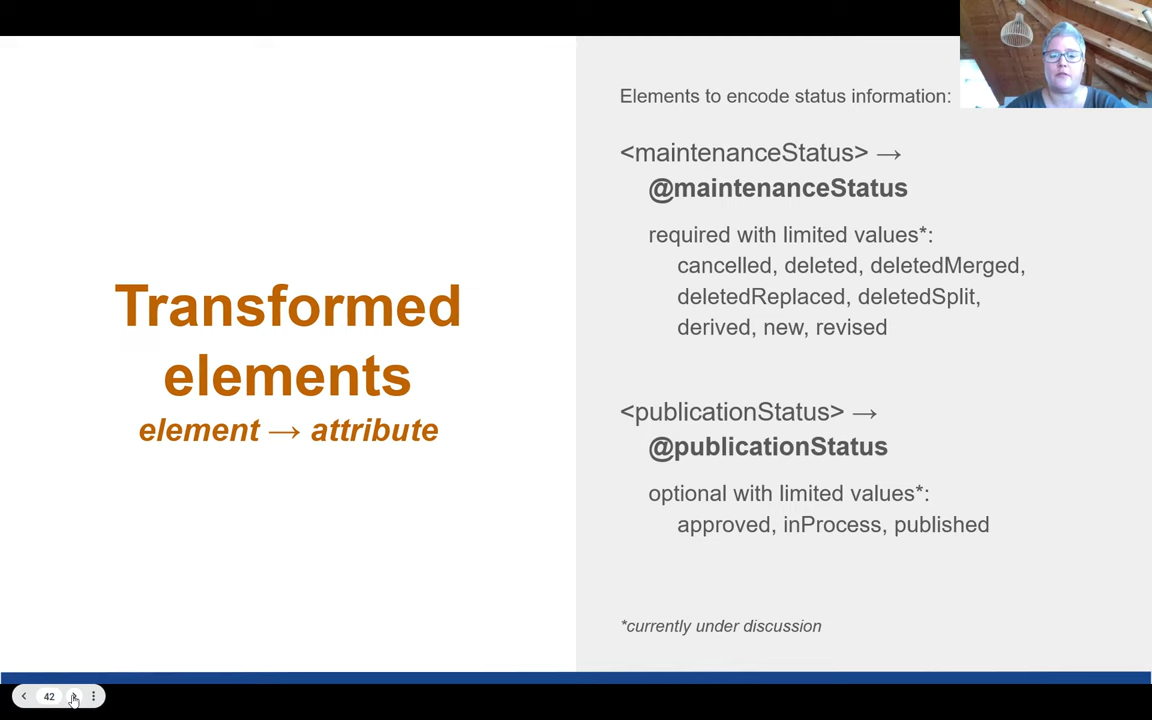 Transformed
elements
element → attribute
Elements to encode status information:
<maintenanceStatus> →
@maintenanceStatus
required with limited values*:
cancelled, deleted, deletedMerged,
deletedReplaced, deletedSplit,
derived, new, revised
<publicationStatus> →
@publicationStatus
optional with limited values*:
approved, inProcess, published
*currently under discussion
42